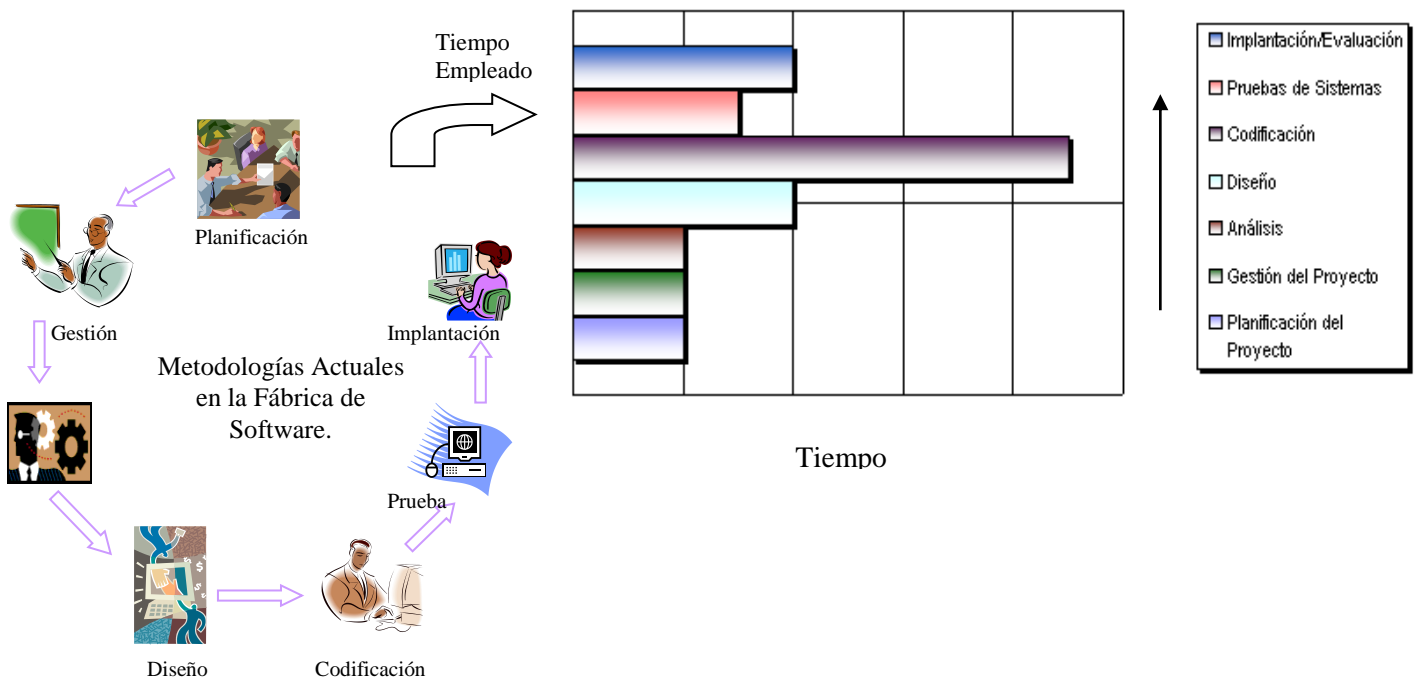 Tiempo
Empleado
Planificación
Gestión
Implantación
Metodologías Actuales
en la Fábrica de
Software.
Prueba
Diseño
Codificación
Tiempo
Implantación/Evaluación
Pruebas de Sistemas
Codificación
Diseño
Análisis
Gestión del Proyecto
Planificación del
Proyecto